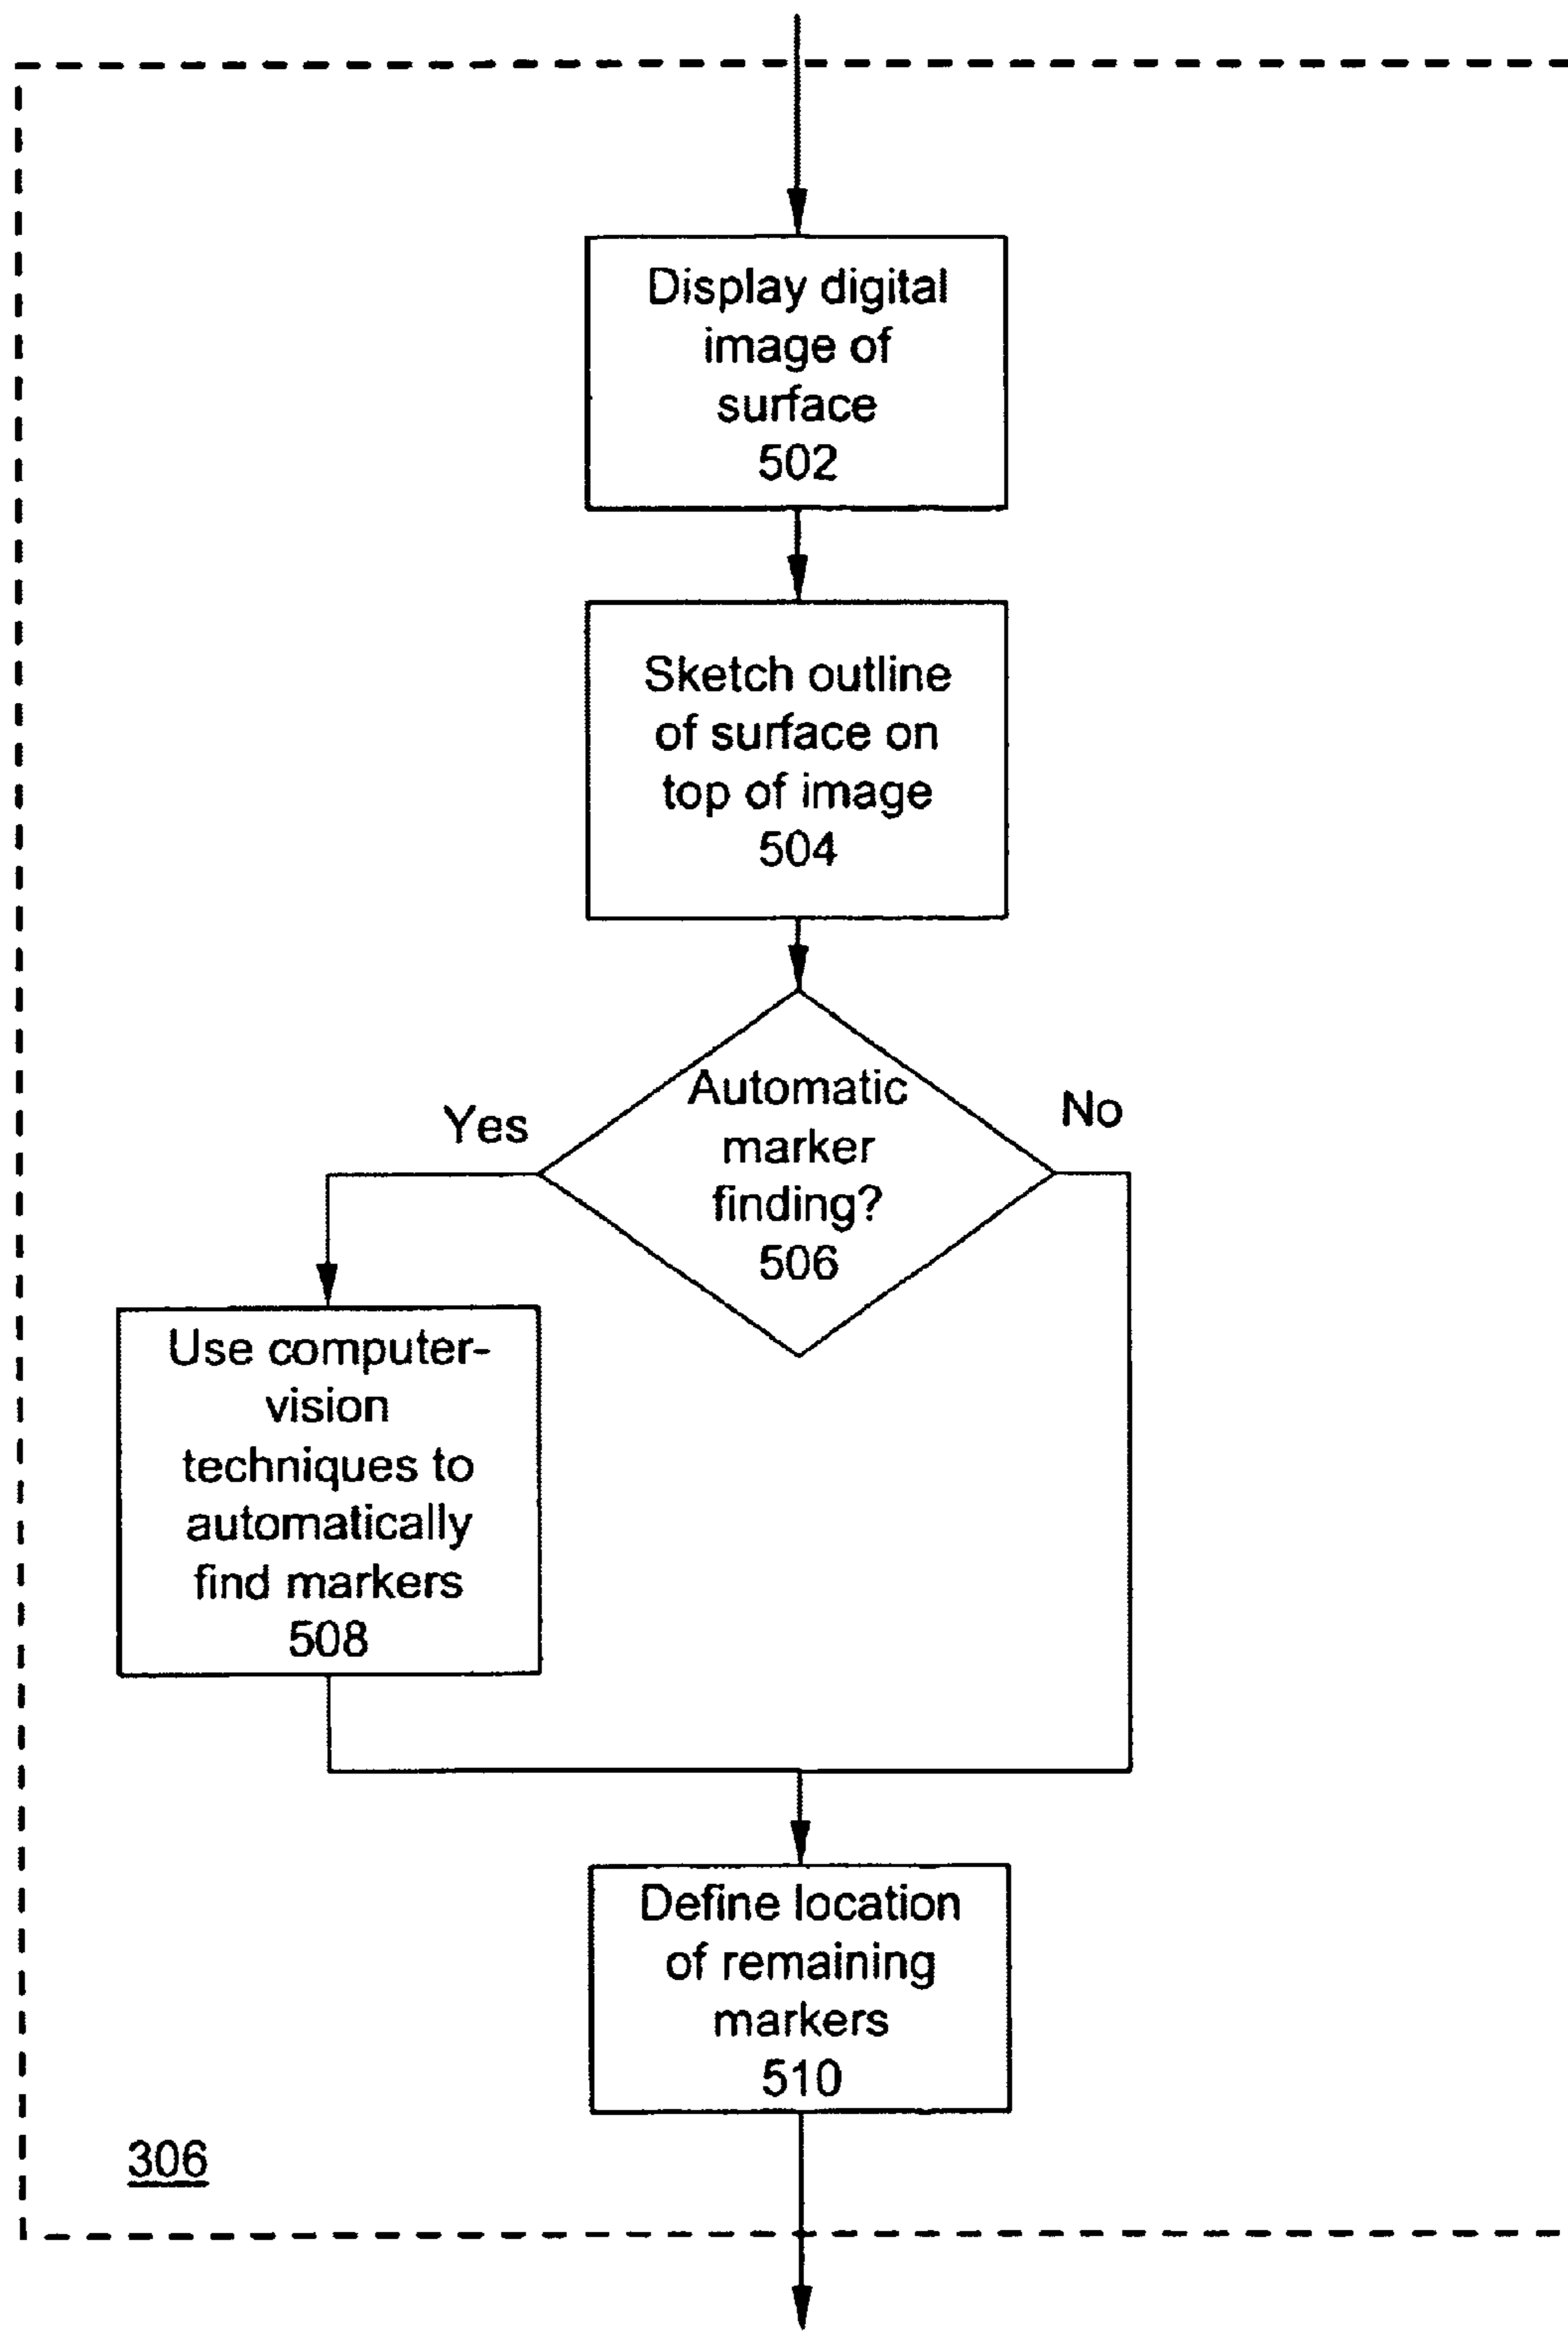 Display digital
image of
surface
502
Sketch outline
of surface on
top of image
504
Automatic
marker
finding?
506
Yes
No
Use computer-
vision
techniques to
automatically
find markers
508
Define location
of remaining
markers
510
306